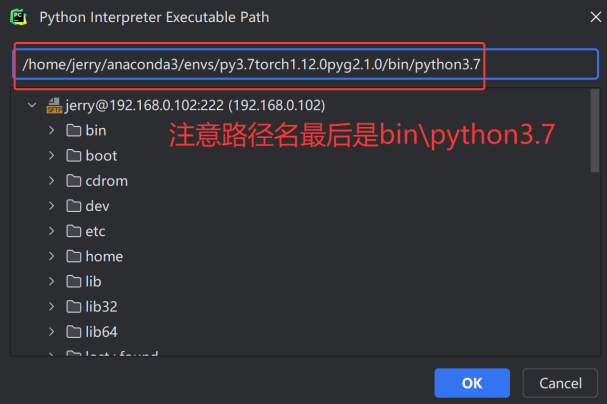 Python Interpreter Executable Path
/home/jerry/anaconda3/envs/py3.7torch1.12.0pyg2.1.0/bin/python3.7
jerry@192.168.0.102:222 (192.168.0.102)
bin
注意路径名最后是bin\python3.7
boot
cdrom
dev
etc
home
lib
lib32
lib64
OK
Cancel